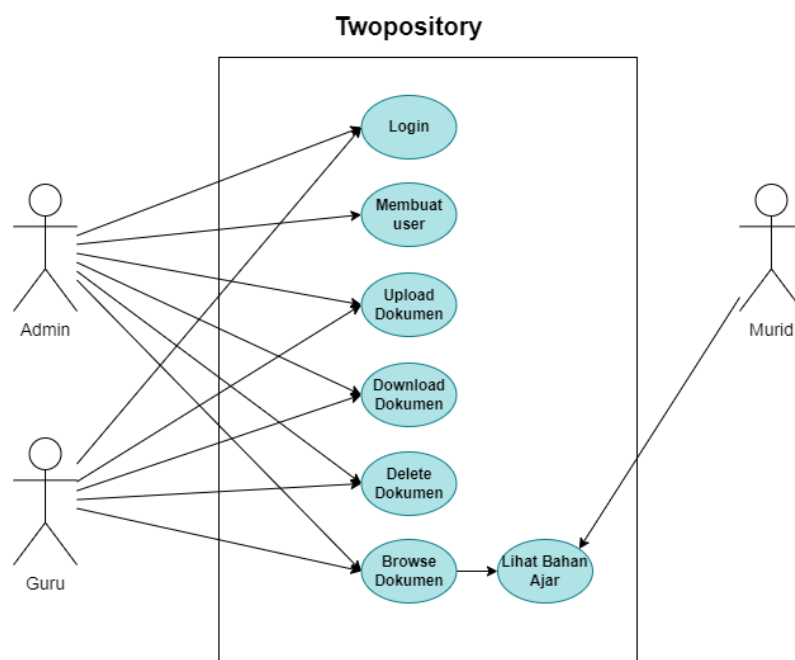 Twopository
Login
Membuat
user
Upload
Dokumen
Download
Dokumen
Delete
Dokumen
Browse
Dokumen
Lihat Bahan
Ajar
Admin
Guru
Murid